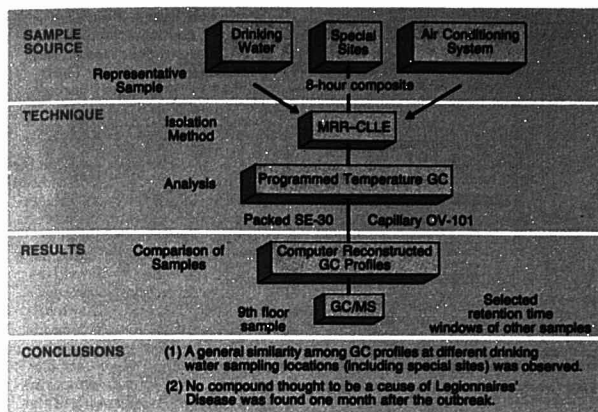 SAMPLE
SOURCE
Drinking
Water
Special
Sites
Air Conditioning
System
Representative
Sample
8-hour composite
TECHNIQUE
Isolation
Method
MRR-CLLE
Analysis
Programmed Temperature GC
Packed SE-30
Capillary OV-101
RESULTS
Comparison of
Samples
Computer Reconstructed
GC Profiles
9th floor
sample
GC/MS
Selected
retention time
windows of other samples
CONCLUSIONS
(1) A general similarity among GC profiles at different drinking
water sampling locations (including special sites) was observed.
(2) No compound thought to be a cause of Legionnaires'
Disease was found one month after the outbreak.